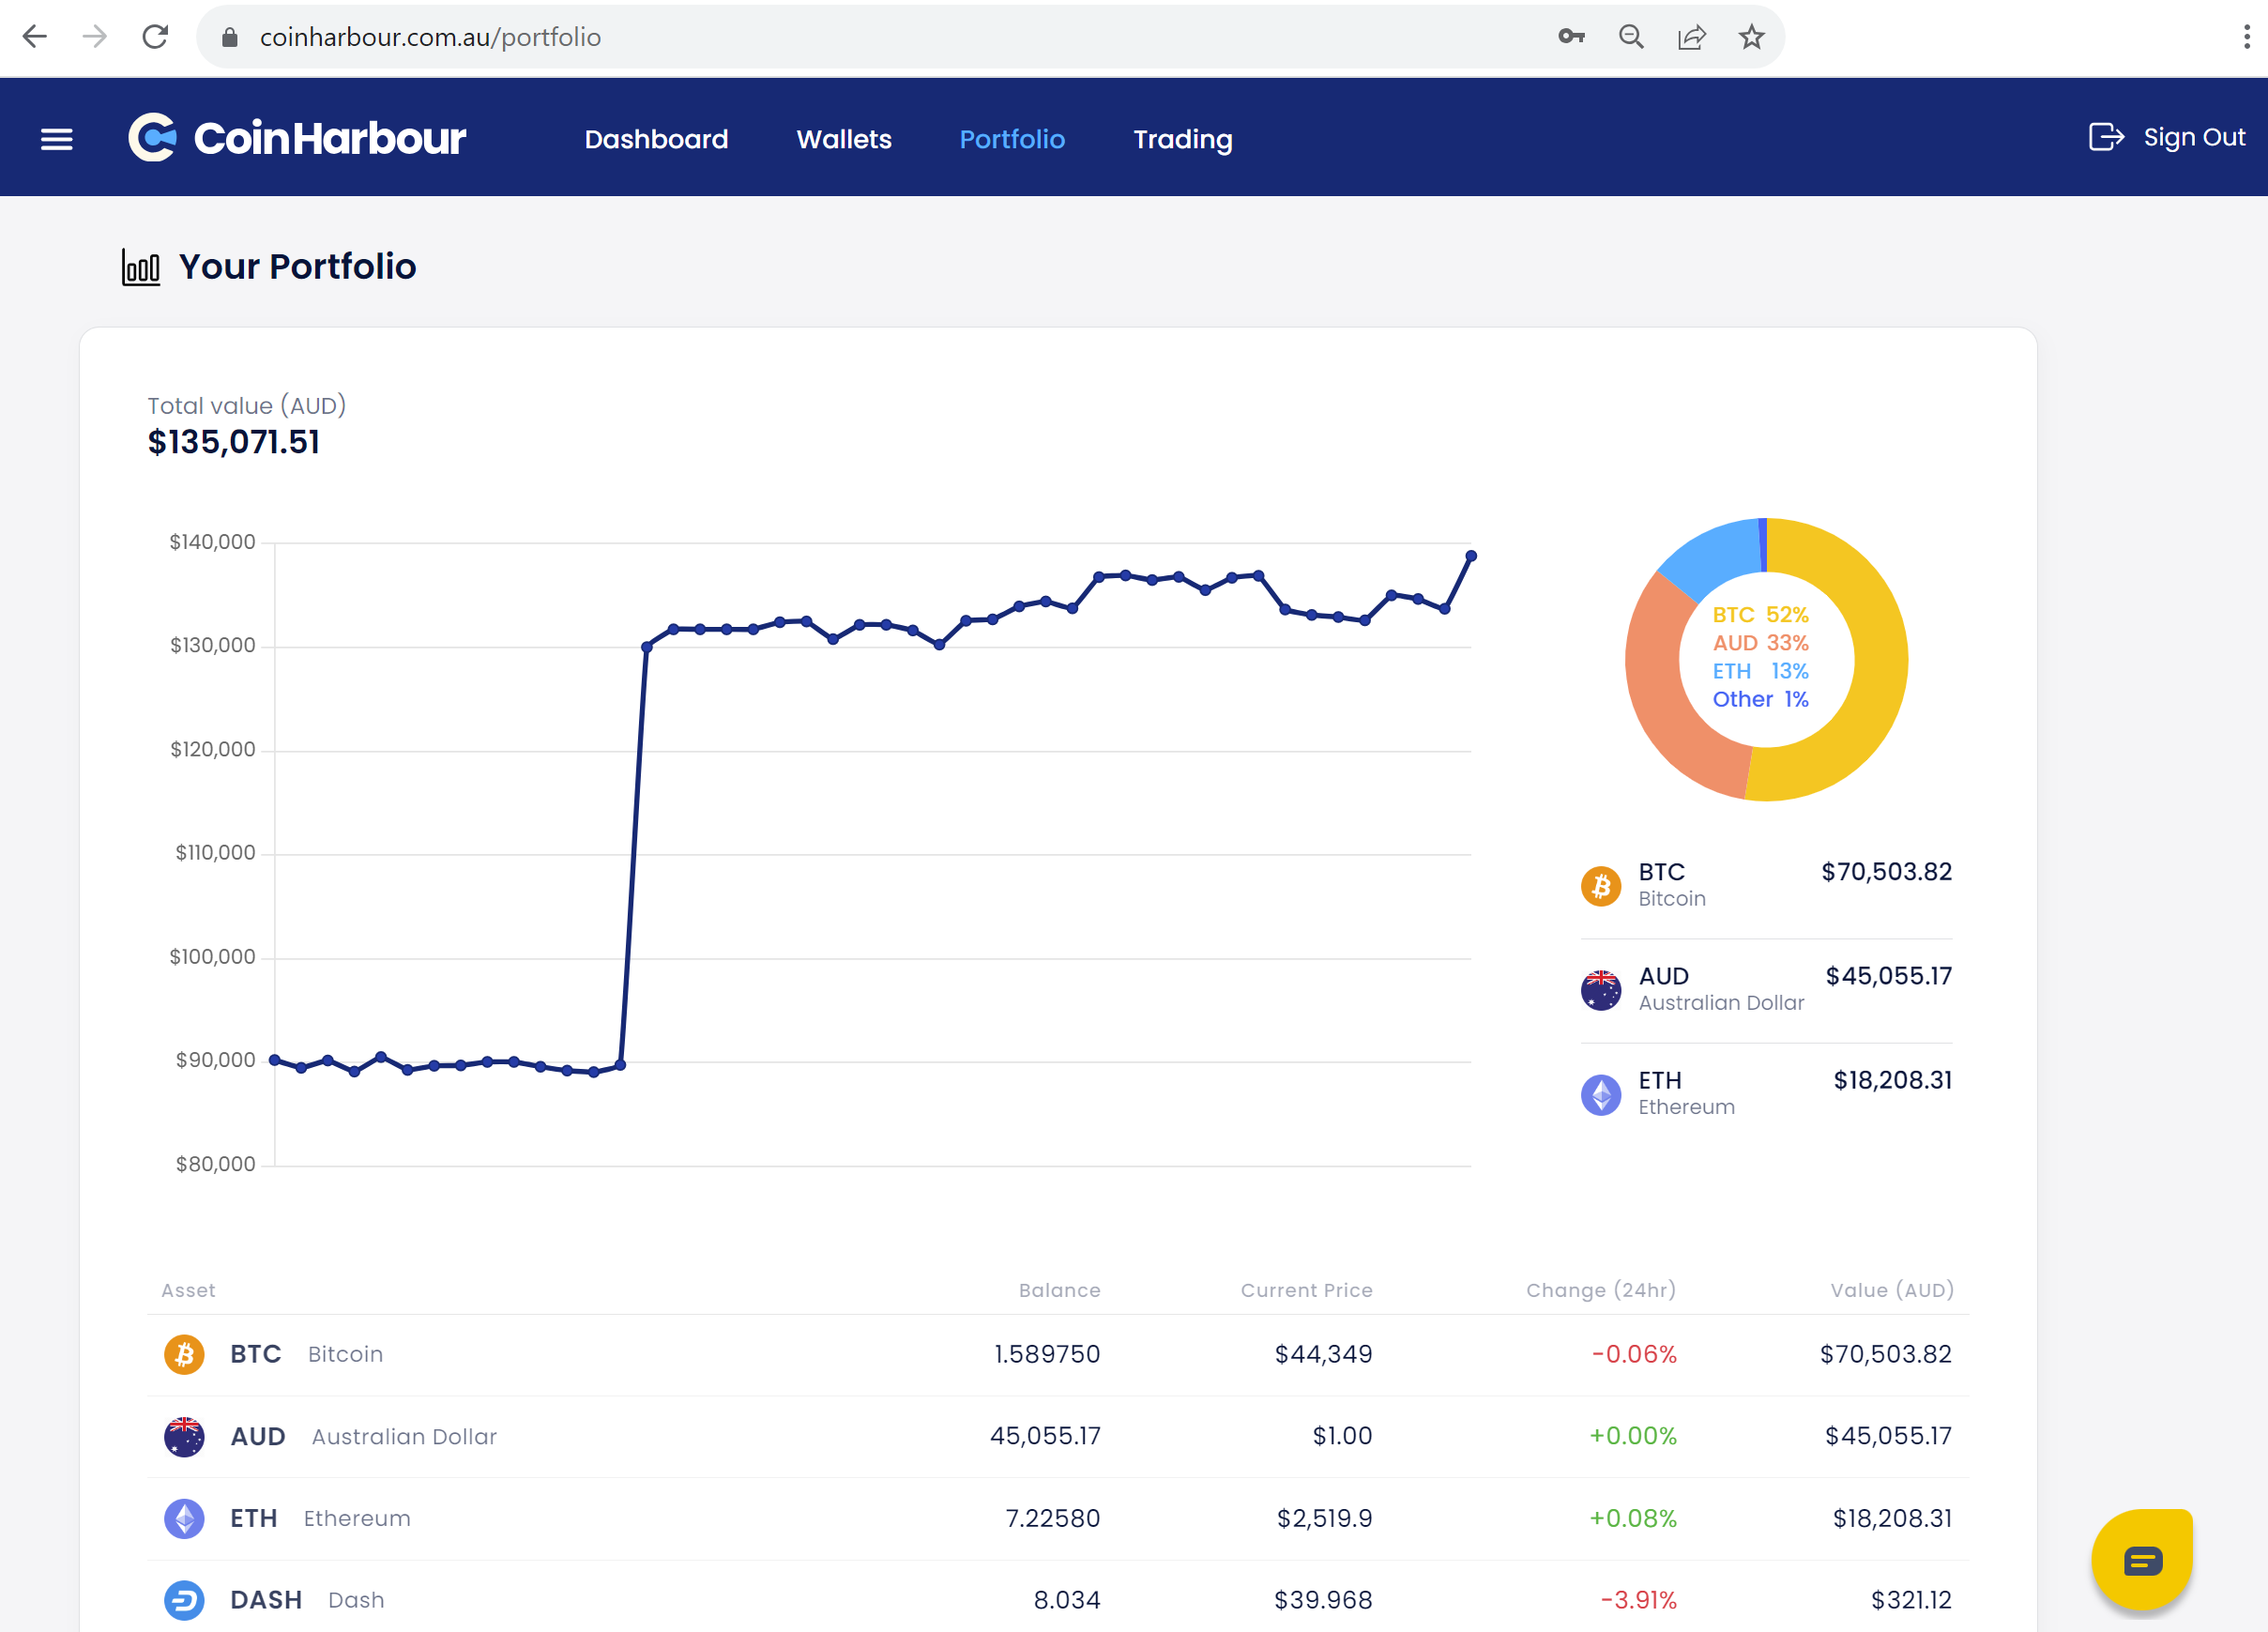 coinharbour.com.au/portfolio
CoinHarbour Dashboard Wallets Portfolio Trading Sign Out
Your Portfolio
Total value (AUD)
$135,071.51
$140,000
$130,000
$120,000
$110,000
$100,000
$90,000
$80,000
BTC 52%
AUD 33%
ETH 13%
Other 1%
BTC $70,503.82
Bitcoin
AUD $45,055.17
Australian Dollar
ETH $18,208.31
Ethereum
Asset Balance Current Price Change (24hr) Value (AUD)
BTC Bitcoin 1.589750 $44,349 -0.06% $70,503.82
AUD Australian Dollar 45,055.17 $1.00 +0.00% $45,055.17
ETH Ethereum 7.22580 $2,519.9 +0.08% $18,208.31
DASH Dash 8.034 $39.968 -3.91% $321.12